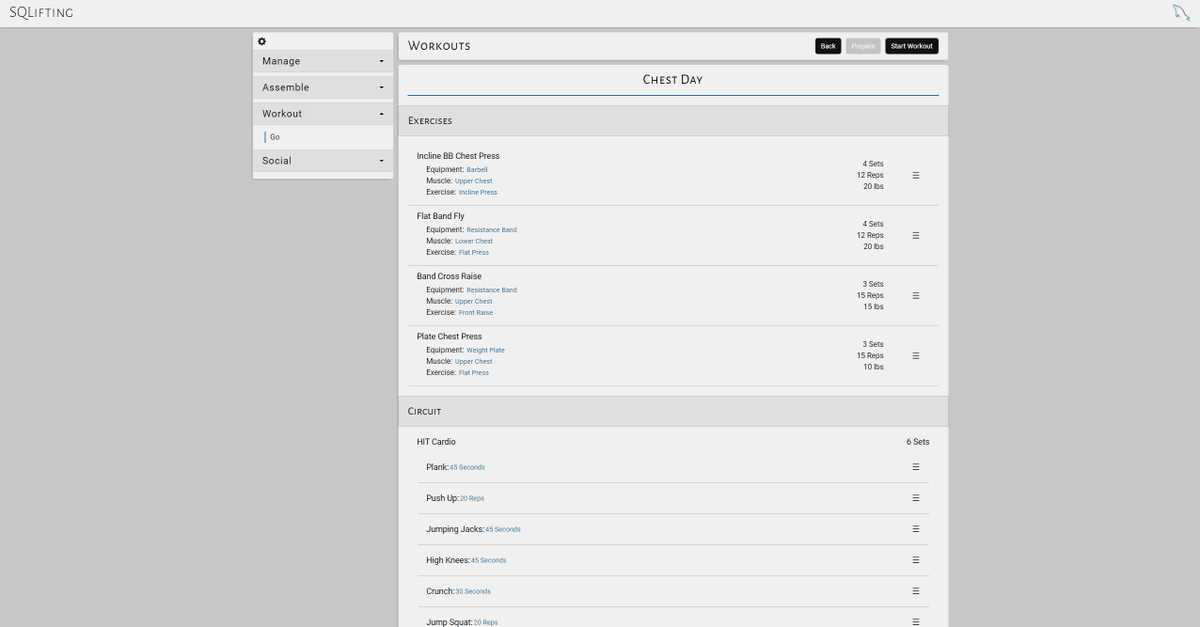 SQLifting
Manage
Assemble
Workout
Go
Social
Workouts
Back
Prepare
Start Workout
Chest Day
Exercises
Incline BB Chest Press
Equipment: Barbell
Muscle: Upper Chest
Exercise: Incline Press
4 Sets
12 Reps
20 lbs
Flat Band Fly
Equipment: Resistance Band
Muscle: Lower Chest
Exercise: Flat Press
4 Sets
12 Reps
20 lbs
Band Cross Raise
Equipment: Resistance Band
Muscle: Upper Chest
Exercise: Front Raise
3 Sets
15 Reps
15 lbs
Plate Chest Press
Equipment: Weight Plate
Muscle: Upper Chest
Exercise: Flat Press
3 Sets
15 Reps
10 lbs
Circuit
HIT Cardio 6 Sets
Plank: 45 Seconds
Push Up: 20 Reps
Jumping Jacks: 45 Seconds
High Knees: 45 Seconds
Crunch: 30 Seconds
Jump Squat: 20 Reps